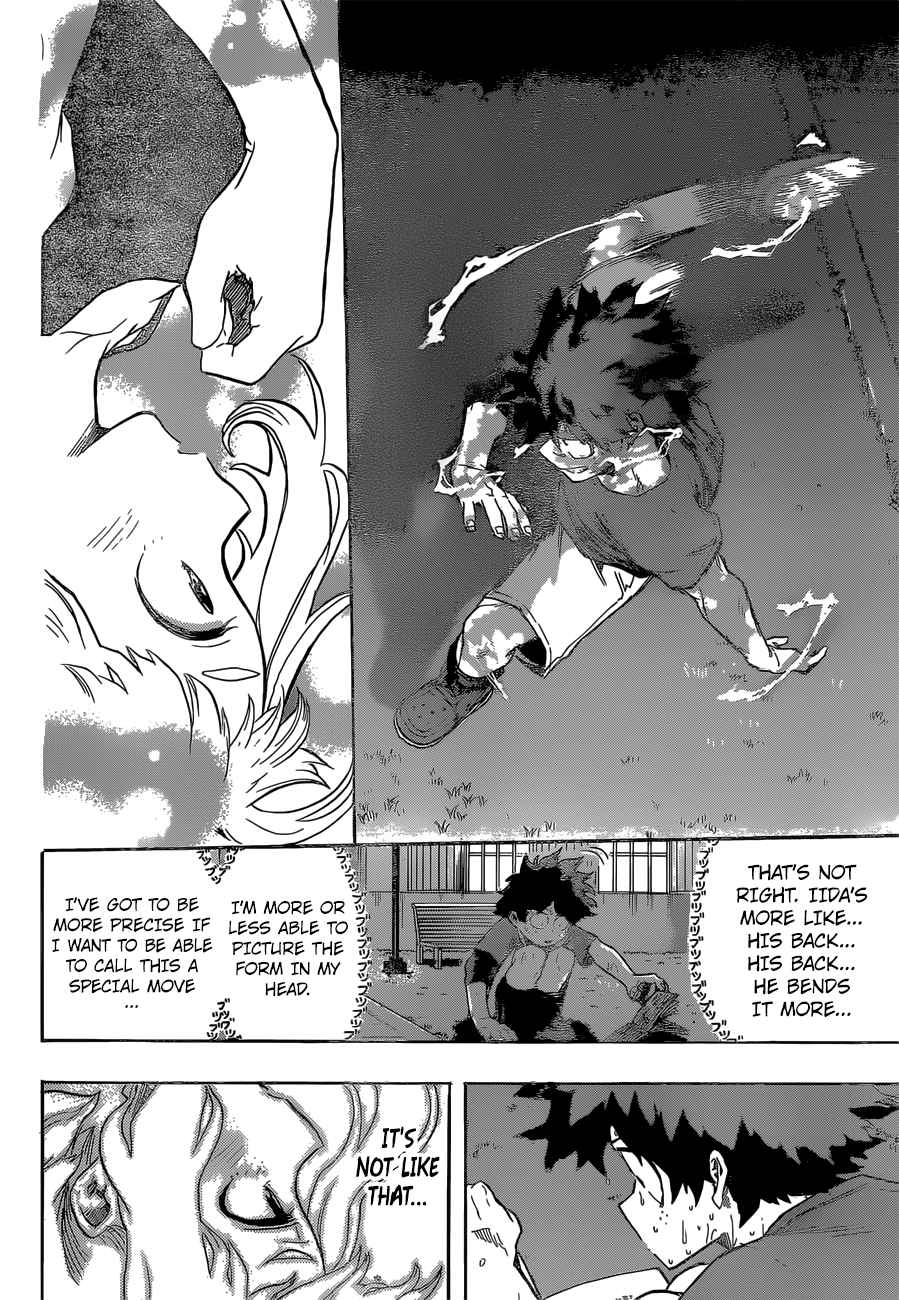 THAT'S NOT
RIGHT. IIDA'S
MORE LIKE...
HIS BACK...
HIS BACK...
HE BENDS
IT MORE...
I'M MORE OR
LESS ABLE TO
PICTURE THE
FORM IN MY
HEAD.
I'VE GOT TO BE
MORE PRECISE IF
I WANT TO BE ABLE
TO CALL THIS A
SPECIAL MOVE
...
IT'S
NOT LIKE
THAT...